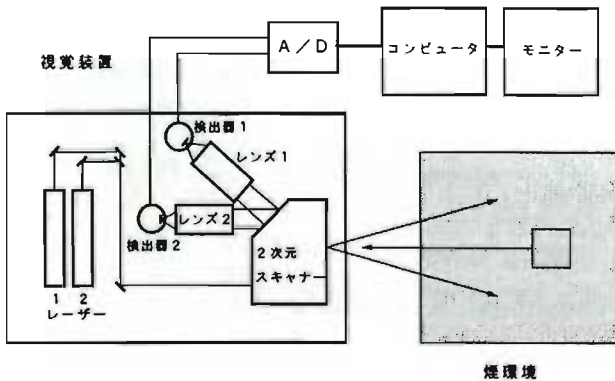 A/D
コンピュータ
モニター
視覚装置
検出器1
レンズ1
レンズ2
検出器2
2次元
スキャナー
1 2
レーザー
煙環境